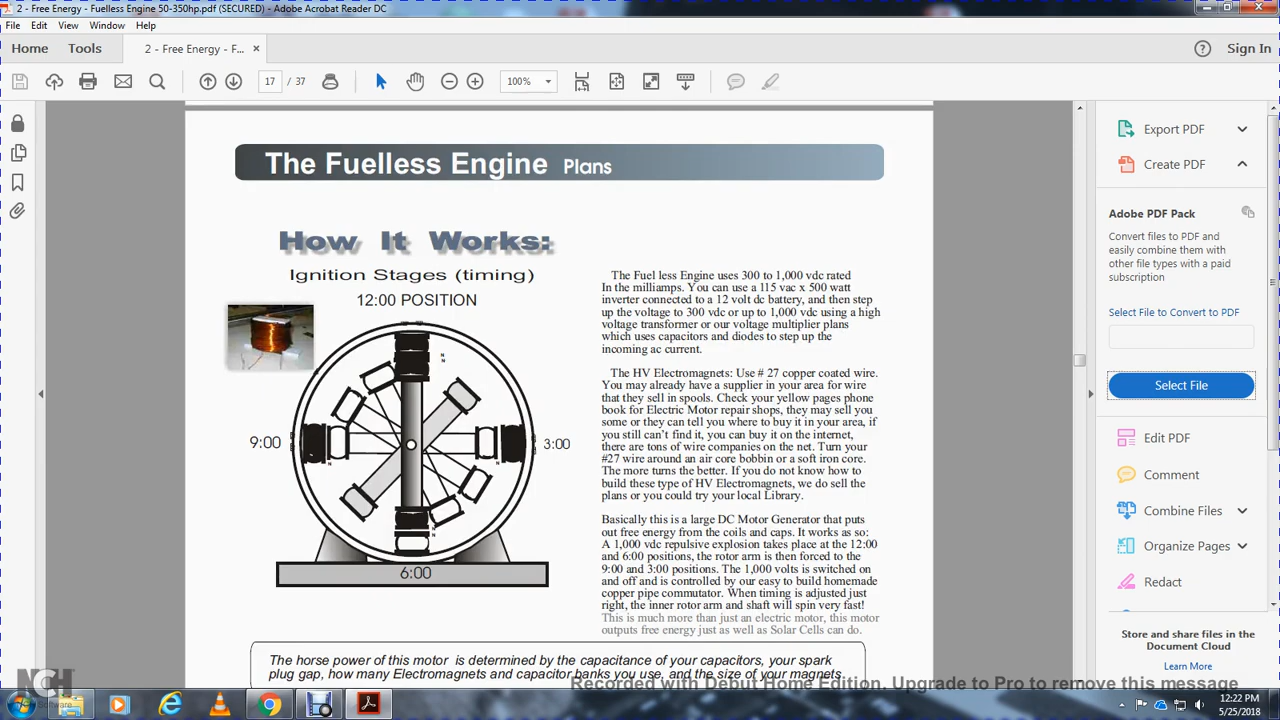 2 - Free Energy - Fuelless Engine 50-350hp.pdf (SECURED) - Adobe Acrobat Reader DC
File Edit View Window Help
Home Tools 2 - Free Energy - F... × Sign In
17 / 37 100%
The Fuelless Engine Plans
How It Works:
Ignition Stages (timing)
12:00 POSITION
9:00
3:00
6:00
N
N
N
N
N
N
The Fuel less Engine uses 300 to 1,000 vdc rated
In the milliamps. You can use a 115 vac x 500 watt
inverter connected to a 12 volt dc battery, and then step
up the voltage to 300 vdc or up to 1,000 vdc using a high
voltage transformer or our voltage multiplier plans
which uses capacitors and diodes to step up the
incoming ac current.
The HV Electromagnets: Use # 27 copper coated wire.
You may already have a supplier in your area for wire
that they sell in spools. Check your yellow pages phone
book for Electric Motor repair shops, they may sell you
some or they can tell you where to buy it in your area, if
you still can't find it, you can buy it on the internet,
there are tons of wire companies on the net. Turn your
#27 wire around an air core bobbin or a soft iron core.
The more turns the better. If you do not know how to
build these type of HV Electromagnets, we do sell the
plans or you could try your local Library.
Basically this is a large DC Motor Generator that puts
out free energy from the coils and caps. It works as so:
A 1,000 vdc repulsive explosion takes place at the 12:00
and 6:00 positions, the rotor arm is then forced to the
9:00 and 3:00 positions. The 1,000 volts is switched on
and off and is controlled by our easy to build homemade
copper pipe commutator. When timing is adjusted just
right, the inner rotor arm and shaft will spin very fast!
This is much more than just an electric motor, this motor
outputs free energy just as well as Solar Cells can do.
The horse power of this motor is determined by the capacitance of your capacitors, your spark
plug gap, how many Electromagnets and capacitor banks you use, and the size of your magnets.
Export PDF
Create PDF
Adobe PDF Pack
Convert files to PDF and
easily combine them with
other file types with a paid
subscription
Select File to Convert to PDF
Select File
Edit PDF
Comment
Combine Files
Organize Pages
Redact
Store and share files in the
Document Cloud
Learn More
NCH
Software
Recorded with Debut Home Edition. Upgrade to Pro to remove this message
12:22 PM
5/25/2018